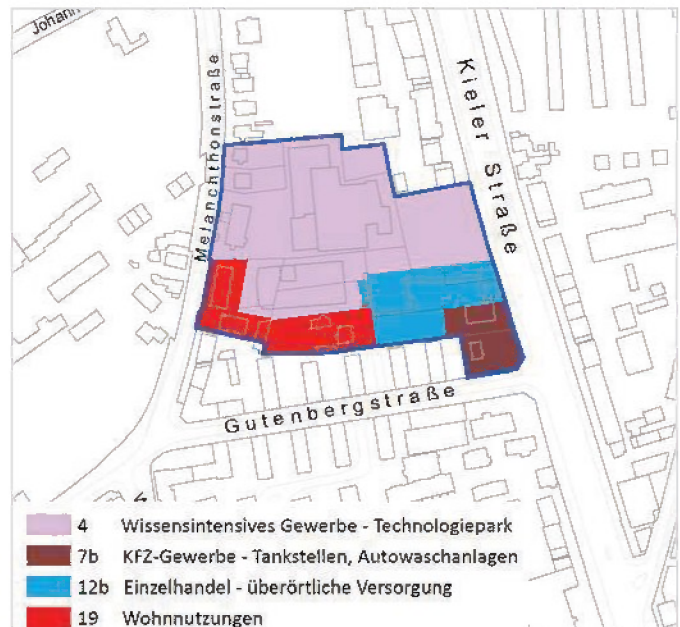 Johann
Melanchthonstraße
Kieler Straße
Gutenbergstraße
4 Wissensintensives Gewerbe - Technologiepark
7b KFZ-Gewerbe - Tankstellen, Autowaschanlagen
12b Einzelhandel - überörtliche Versorgung
19 Wohnnutzungen